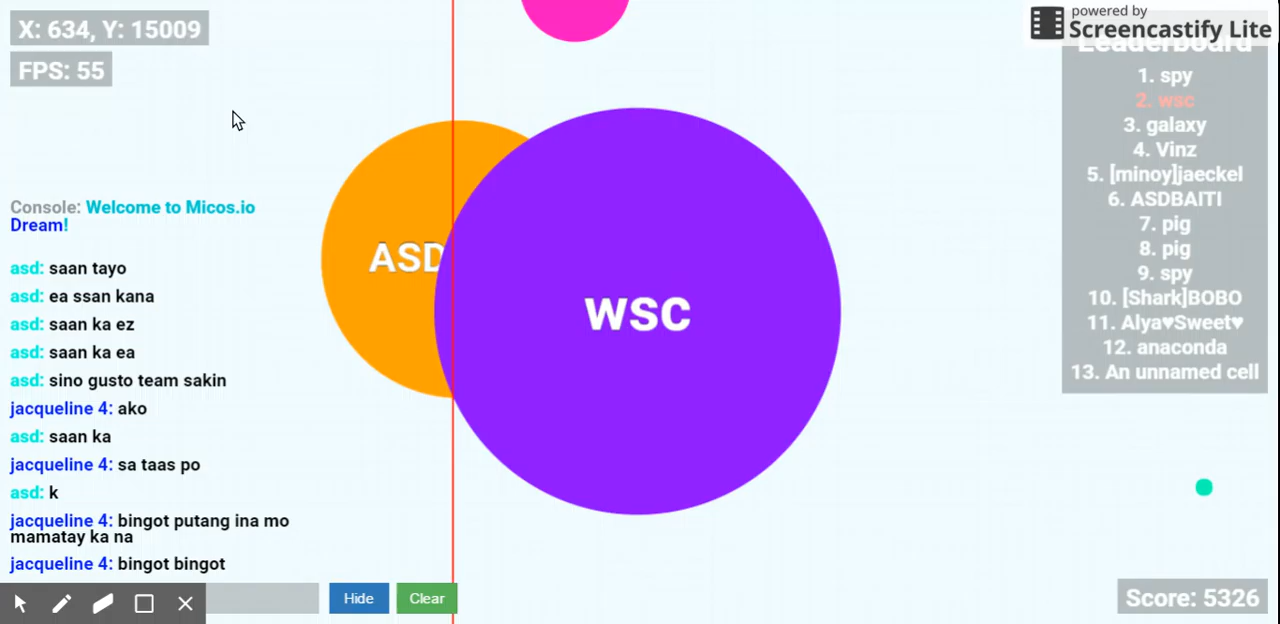 X: 634, Y: 15009
FPS: 55
powered by
Screencastify Lite
Leaderboard
1. spy
2. wsc
3. galaxy
4. Vinz
5. [minoy]jaeckel
6. ASDBAITI
7. pig
8. pig
9. spy
10. [Shark]BOBO
11. Alya♥Sweet♥
12. anaconda
13. An unnamed cell
ASD
WSC
Console: Welcome to Micos.io
Dream!
asd: saan tayo
asd: ea ssan kana
asd: saan ka ez
asd: saan ka ea
asd: sino gusto team sakin
jacqueline 4: ako
asd: saan ka
jacqueline 4: sa taas po
asd: k
jacqueline 4: bingot putang ina mo
mamatay ka na
jacqueline 4: bingot bingot
Hide
Clear
Score: 5326